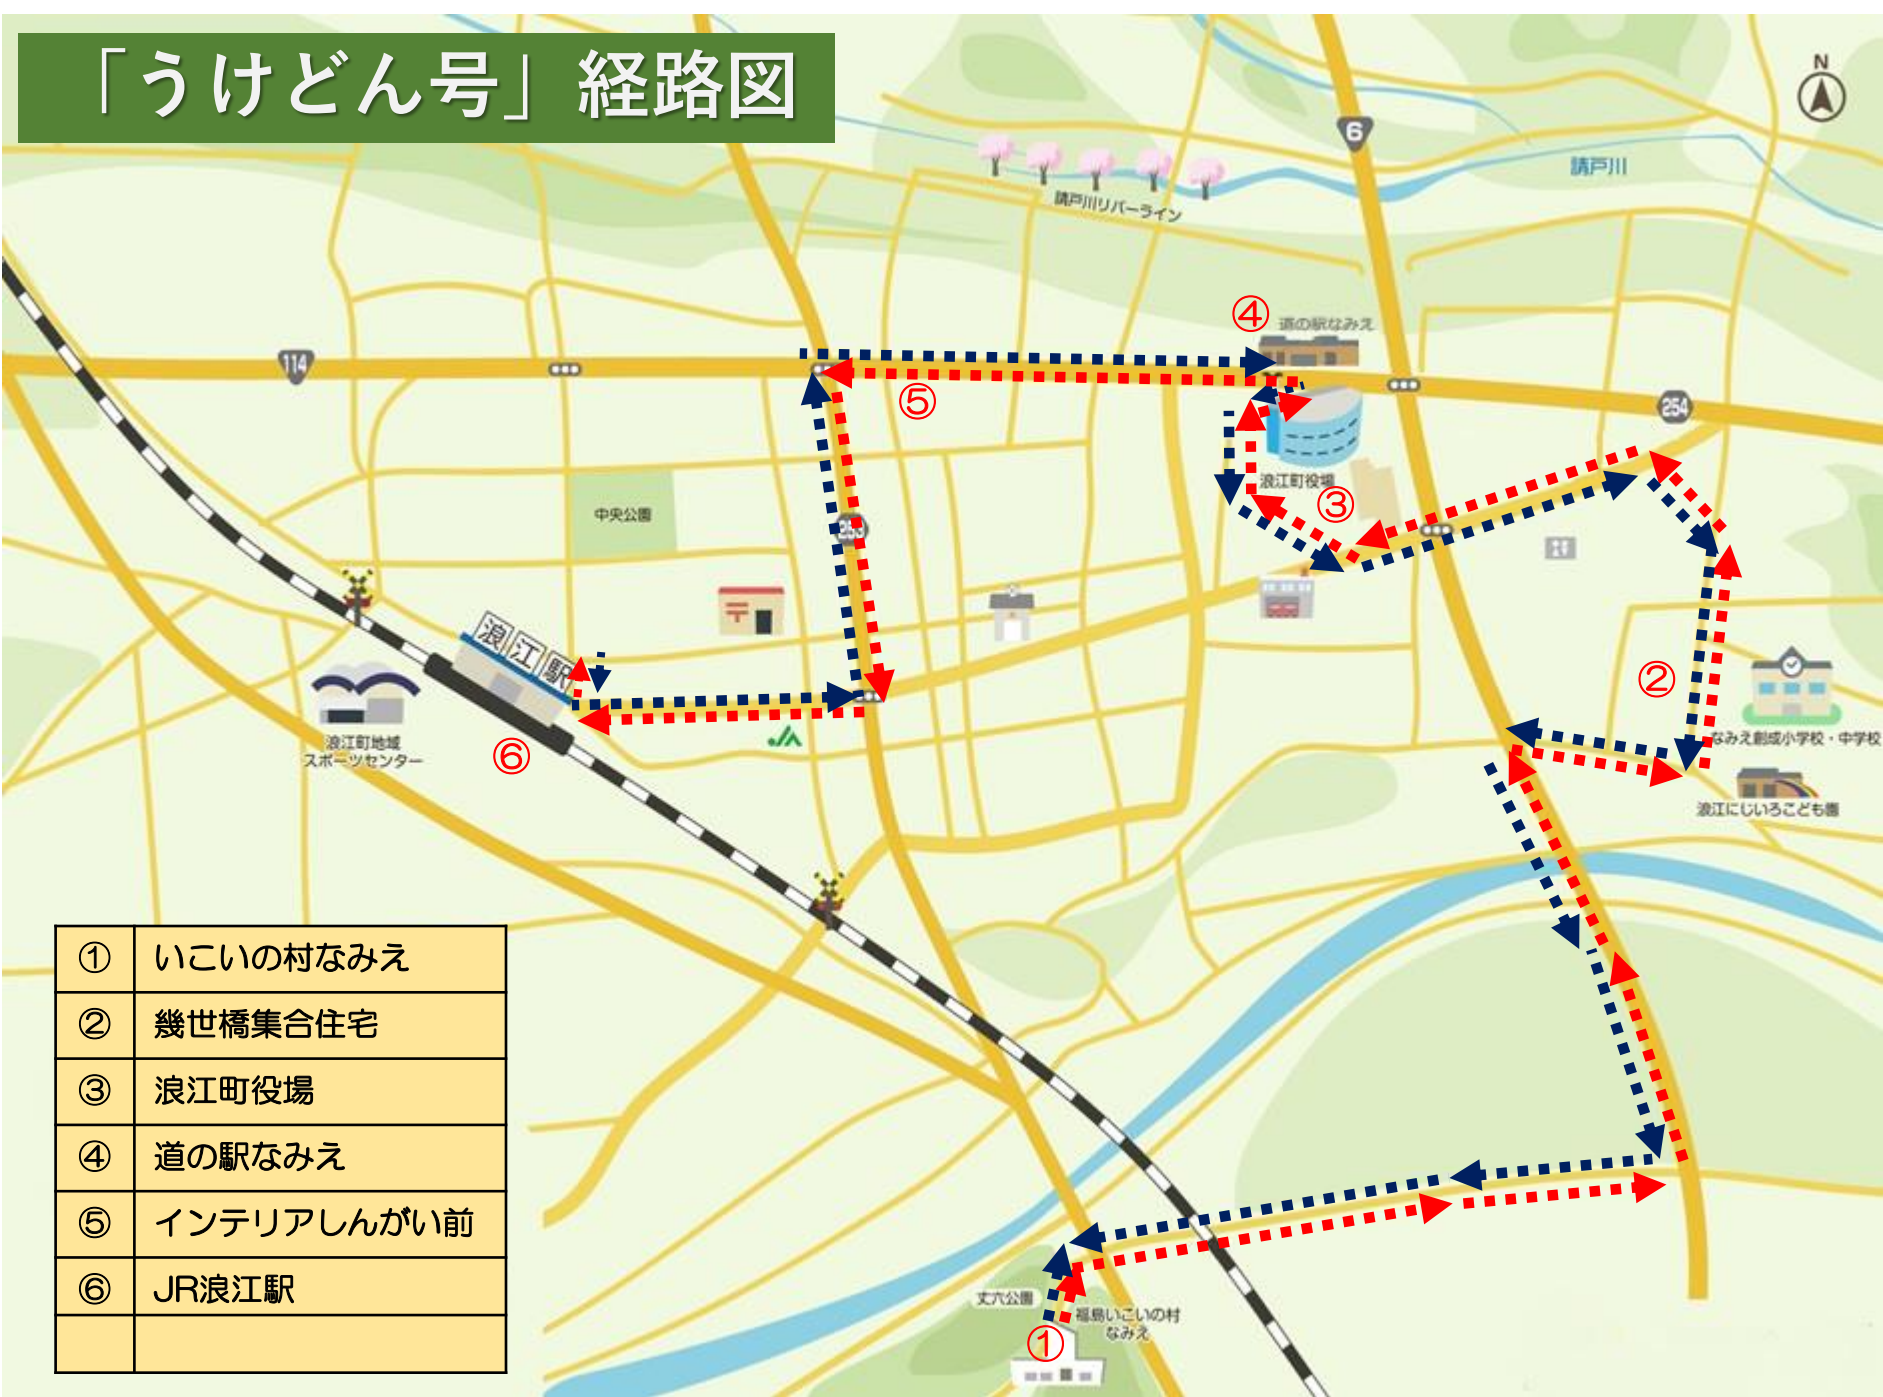 「うけどん号」経路図
N
6
請戸川
請戸川リバーライン
④
道の駅なみえ
114
⑤
254
浪江町役場
③
中央公園
253
浪江駅
②
なみえ創成小学校・中学校
浪江町地域
スポーツセンター
⑥
JA
浪江にじいろこども園
① いこいの村なみえ
② 幾世橋集合住宅
③ 浪江町役場
④ 道の駅なみえ
⑤ インテリアしんがい前
⑥ JR浪江駅
丈六公園
福島いこいの村
なみえ
①